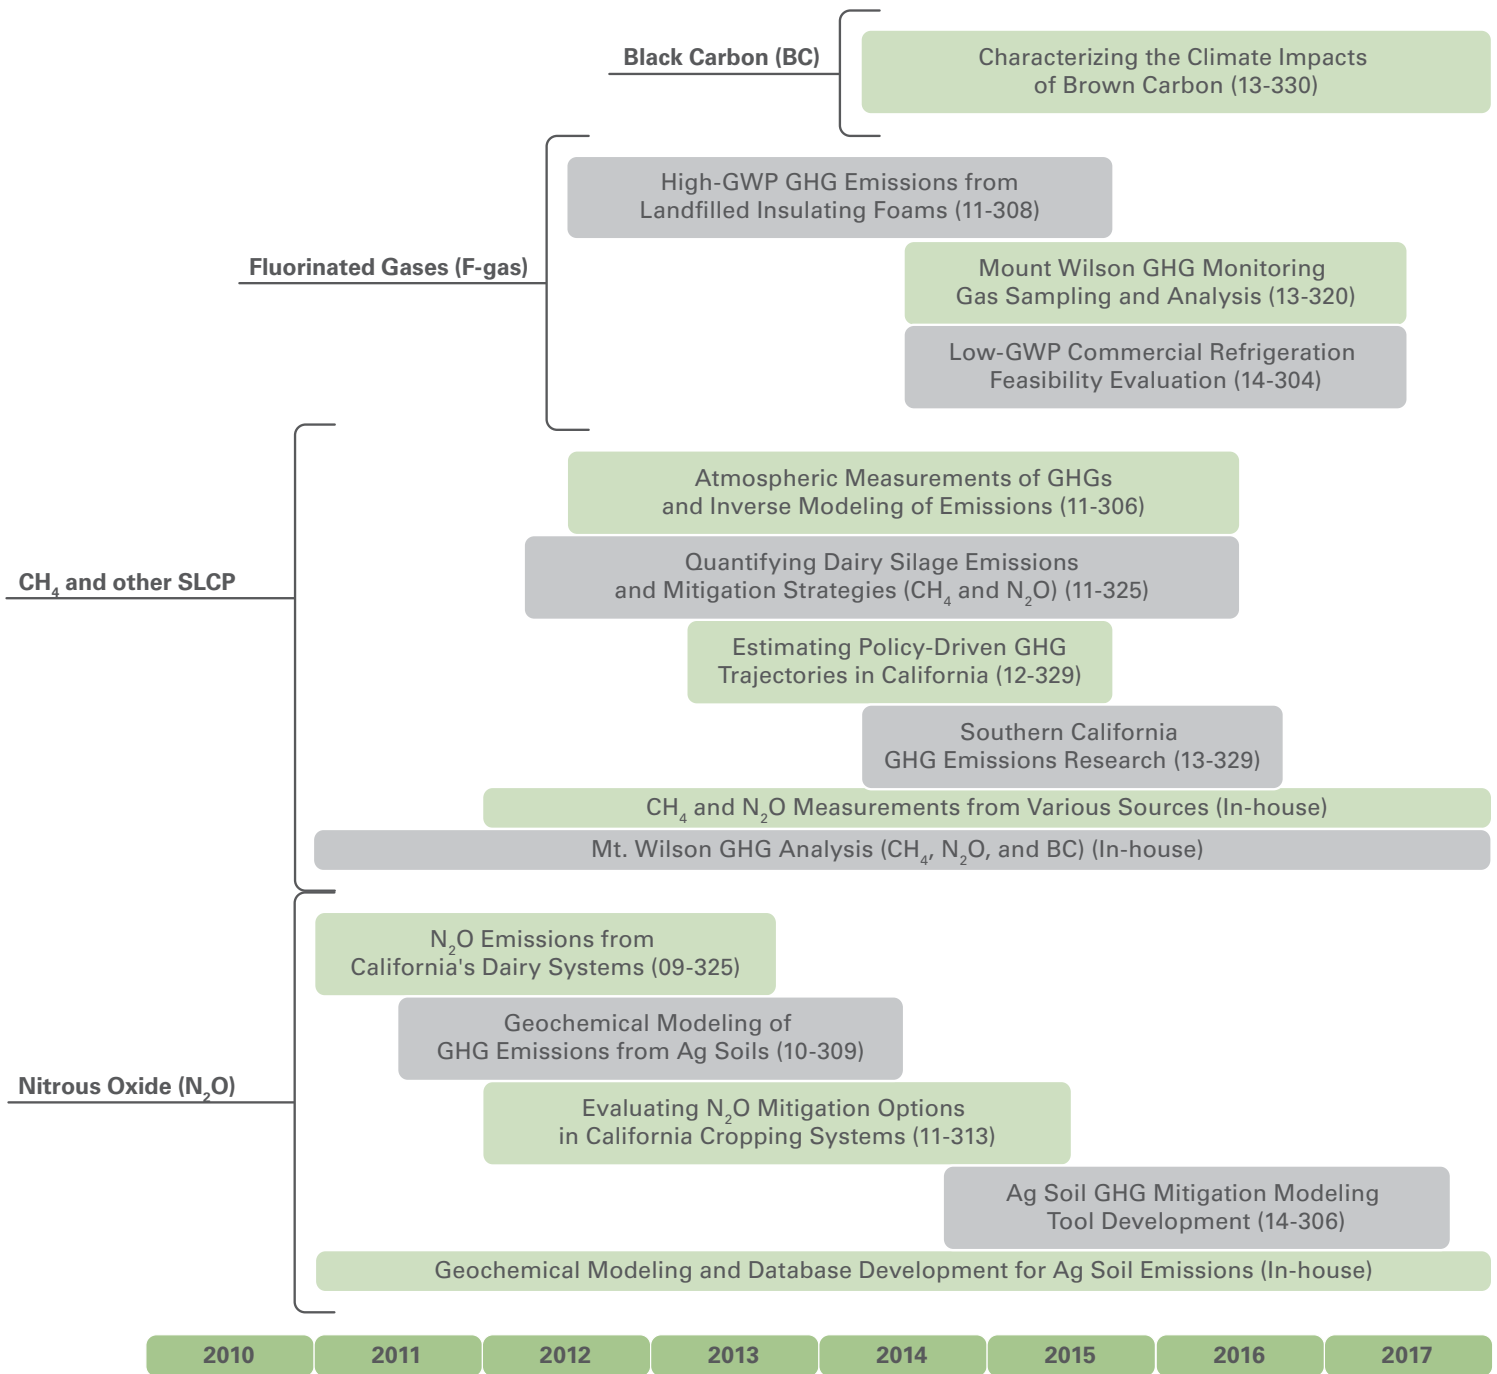 Black Carbon (BC)
Characterizing the Climate Impacts
of Brown Carbon (13-330)
High-GWP GHG Emissions from
Landfilled Insulating Foams (11-308)
Fluorinated Gases (F-gas)
Mount Wilson GHG Monitoring
Gas Sampling and Analysis (13-320)
Low-GWP Commercial Refrigeration
Feasibility Evaluation (14-304)
Atmospheric Measurements of GHGs
and Inverse Modeling of Emissions (11-306)
CH₄ and other SLCP
Quantifying Dairy Silage Emissions
and Mitigation Strategies (CH₄ and N₂O) (11-325)
Estimating Policy-Driven GHG
Trajectories in California (12-329)
Southern California
GHG Emissions Research (13-329)
CH₄ and N₂O Measurements from Various Sources (In-house)
Mt. Wilson GHG Analysis (CH₄, N₂O, and BC) (In-house)
N₂O Emissions from
California's Dairy Systems (09-325)
Geochemical Modeling of
GHG Emissions from Ag Soils (10-309)
Nitrous Oxide (N₂O)
Evaluating N₂O Mitigation Options
in California Cropping Systems (11-313)
Ag Soil GHG Mitigation Modeling
Tool Development (14-306)
Geochemical Modeling and Database Development for Ag Soil Emissions (In-house)
2010 2011 2012 2013 2014 2015 2016 2017